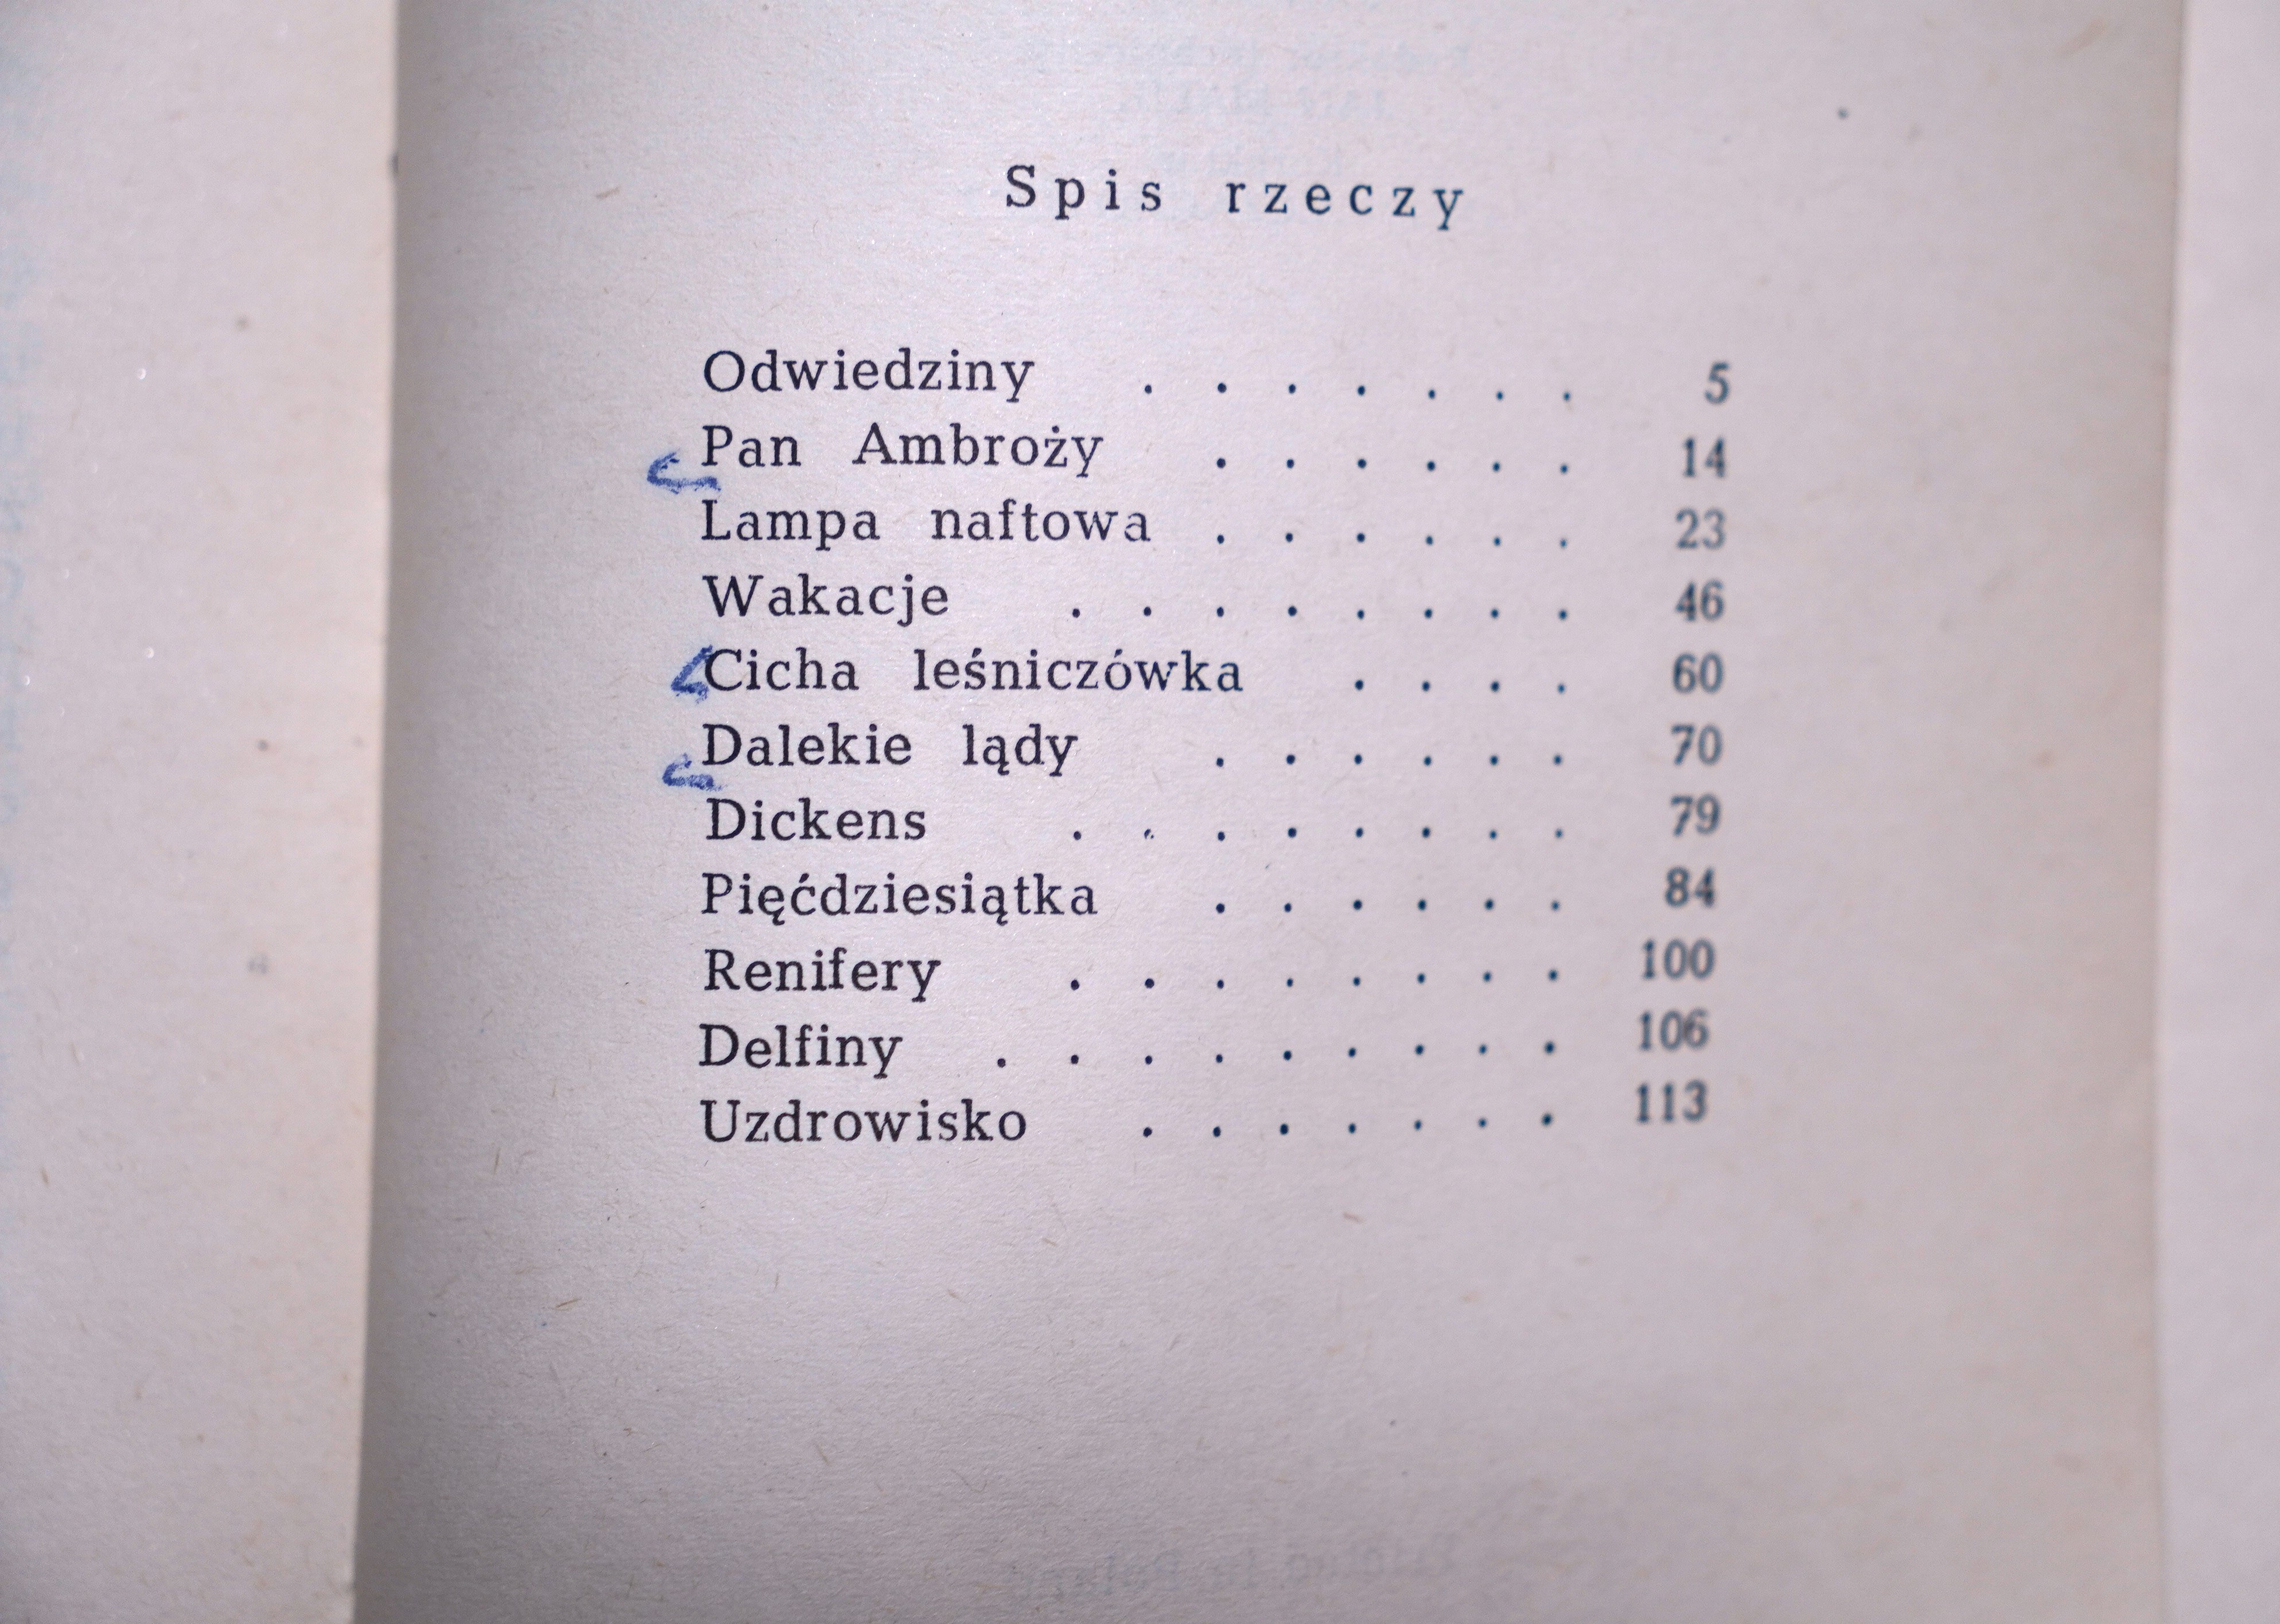 Spis rzeczy
Odwiedziny . . . . . . . 5
Pan Ambroży . . . . . . 14
Lampa naftowa . . . . . . 23
Wakacje . . . . . . . . 46
Cicha leśniczówka . . . . 60
Dalekie lądy . . . . . . 70
Dickens . . . . . . . . 79
Pięćdziesiątka . . . . . . 84
Renifery . . . . . . . . 100
Delfiny . . . . . . . . . 106
Uzdrowisko . . . . . . . 113